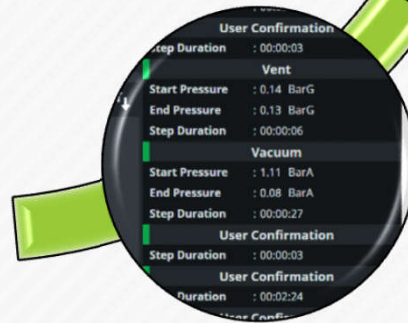 User Confirmation
Step Duration : 00:00:03
Vent
Start Pressure : 0.14 BarG
End Pressure : 0.13 BarG
Step Duration : 00:00:06
Vacuum
Start Pressure : 1.11 BarA
End Pressure : 0.08 BarA
Step Duration : 00:00:27
User Confirmation
Step Duration : 00:00:03
User Confirmation
Duration : 00:02:24